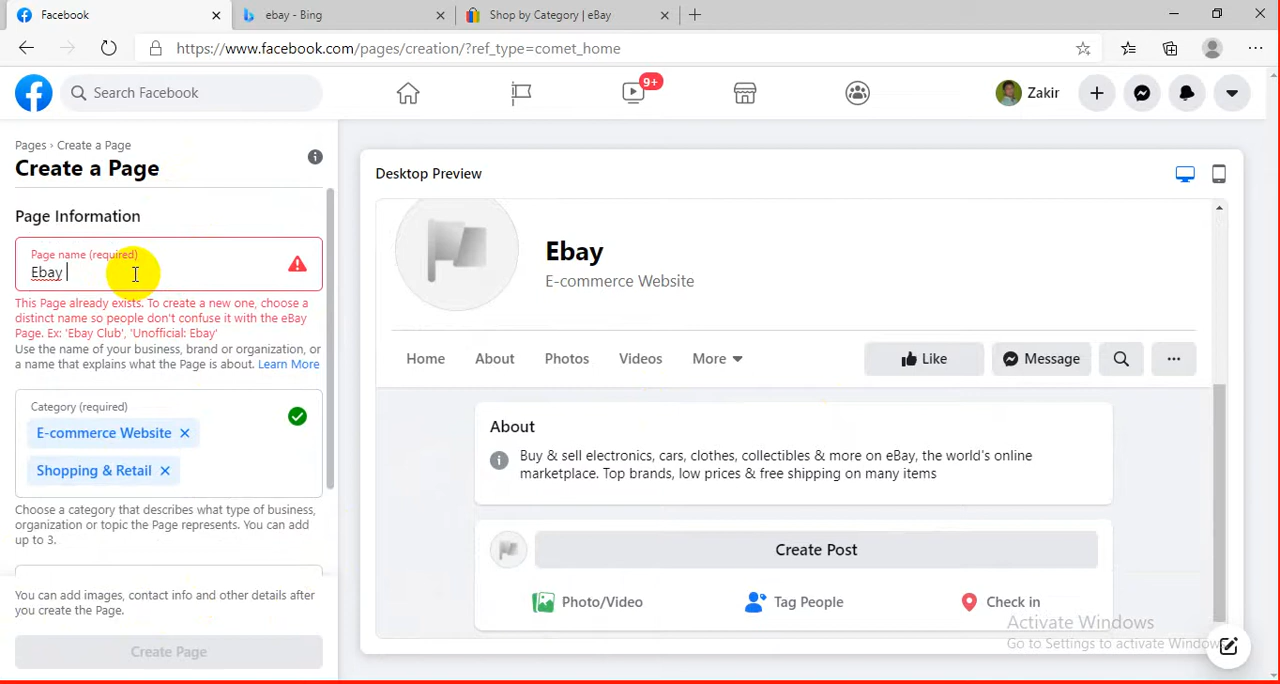 Facebook
ebay - Bing
Shop by Category | eBay
https://www.facebook.com/pages/creation/?ref_type=comet_home
Search Facebook
9+
Zakir
Pages › Create a Page
Create a Page
Page Information
Page name (required)
Ebay
This Page already exists. To create a new one, choose a
distinct name so people don't confuse it with the eBay
Page. Ex: 'Ebay Club', 'Unofficial: Ebay'
Use the name of your business, brand or organization, or
a name that explains what the Page is about. Learn More
Category (required)
E-commerce Website
Shopping & Retail
Choose a category that describes what type of business,
organization or topic the Page represents. You can add
up to 3.
You can add images, contact info and other details after
you create the Page.
Create Page
Desktop Preview
Ebay
E-commerce Website
Home About Photos Videos More Like Message
About
Buy & sell electronics, cars, clothes, collectibles & more on eBay, the world's online
marketplace. Top brands, low prices & free shipping on many items
Create Post
Photo/Video Tag People Check in
Activate Windows
Go to Settings to activate Windows